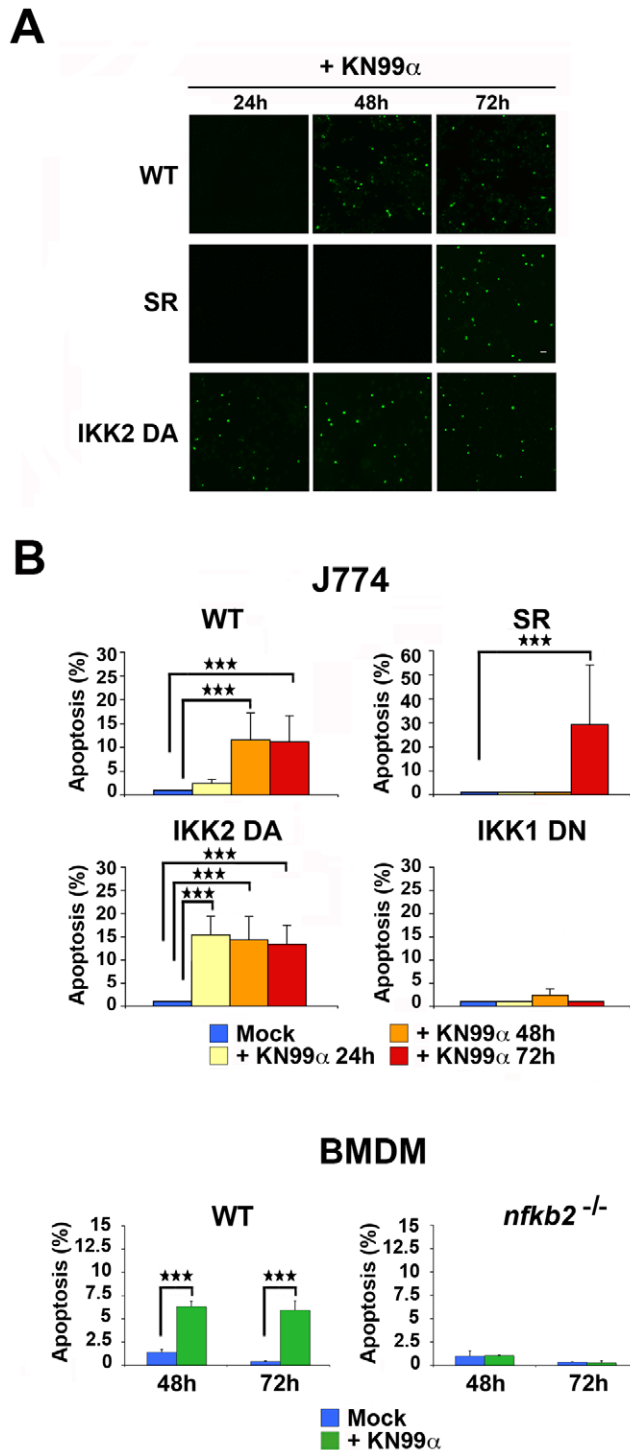 A
+ KN99α
24h 48h 72h
WT
SR
IKK2 DA
B
J774
WT SR
Apoptosis (%) 30 25 20 15 10 5 0 ★★★ ★★★
Apoptosis (%) 60 50 40 30 20 10 0 ★★★
IKK2 DA IKK1 DN
Apoptosis (%) 30 25 20 15 10 5 0 ★★★ ★★★ ★★★
Apoptosis (%) 30 25 20 15 10 5 0
Mock + KN99α 48h
+ KN99α 24h + KN99α 72h
BMDM
WT nfkb2 -/-
Apoptosis (%) 15 12.5 10 7.5 5 2.5 0 ★★★ ★★★
Apoptosis (%) 15 12.5 10 7.5 5 2.5 0
48h 72h 48h 72h
Mock
+ KN99α